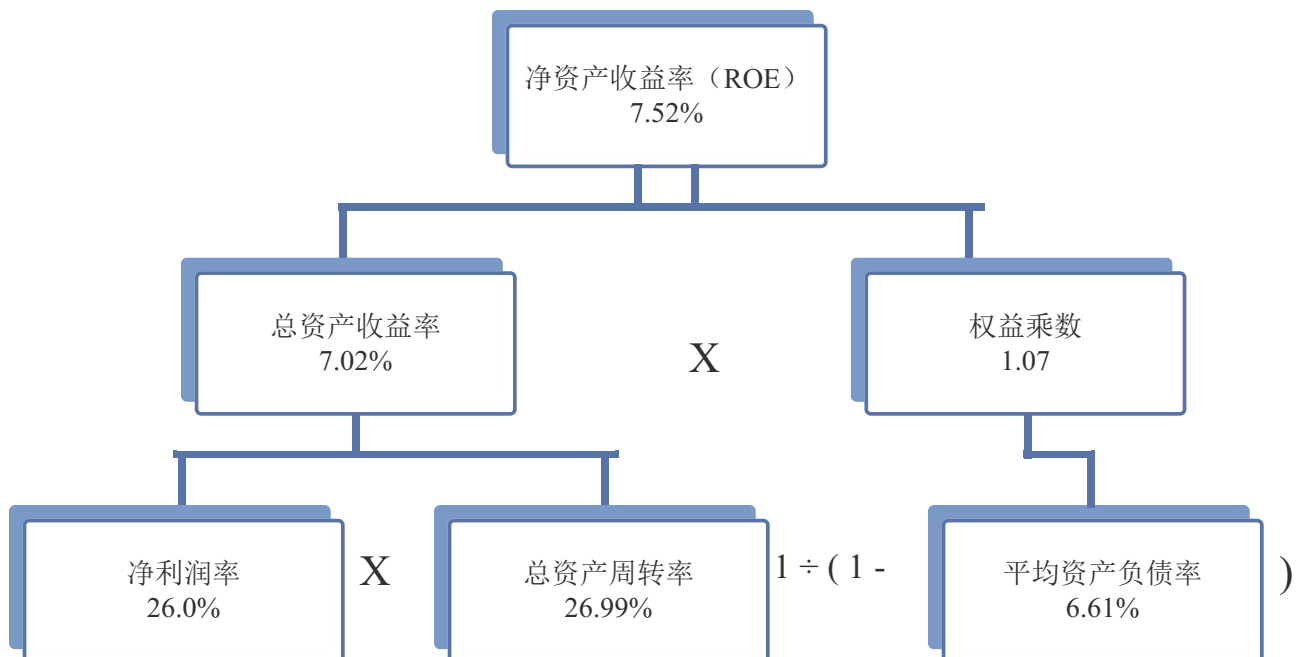 净资产收益率（ROE）
7.52%
总资产收益率
7.02%
X
权益乘数
1.07
净利润率
26.0%
X
总资产周转率
26.99%
1 ÷ ( 1 -
平均资产负债率
6.61%
)